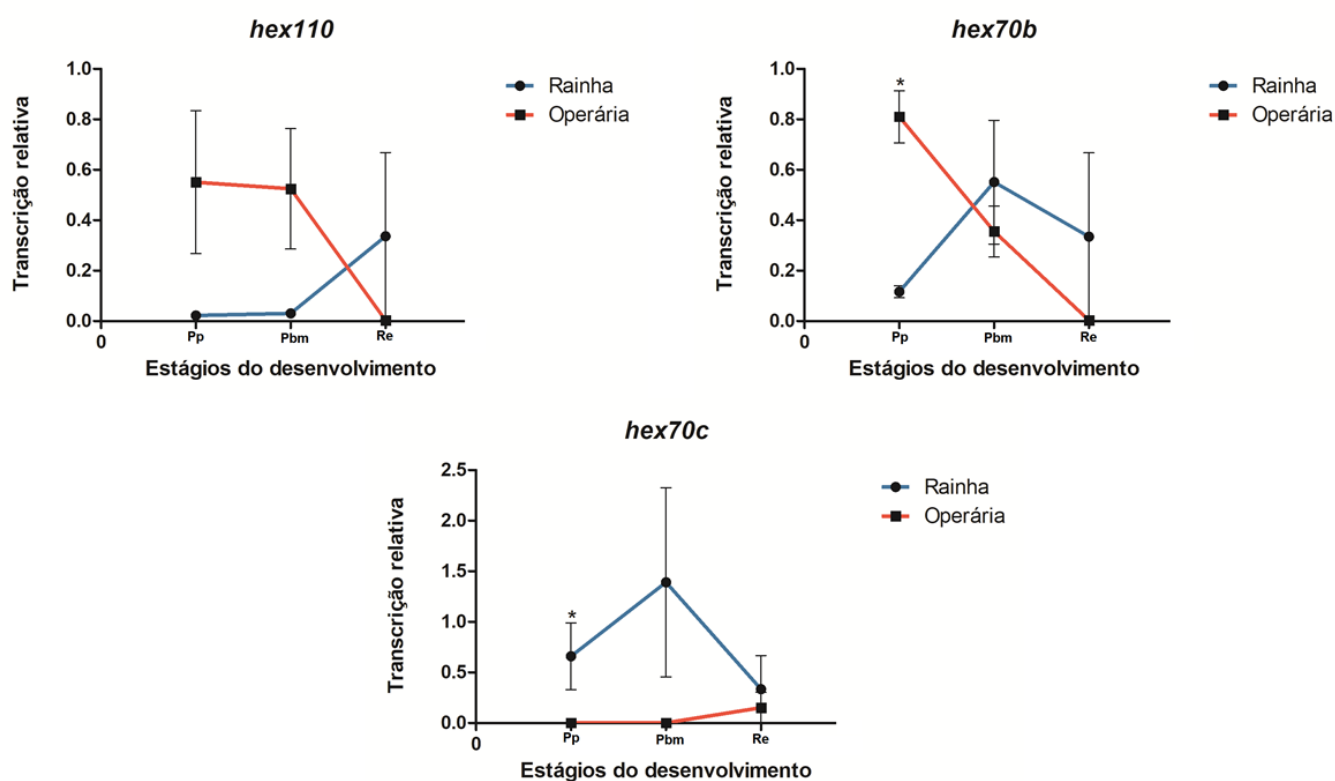 hex110
1.0
0.8
0.6
0.4
0.2
0.0
Transcrição relativa
0
Pp
Pbm
Re
Estágios do desenvolvimento
Rainha
Operária
hex70b
1.0
0.8
0.6
0.4
0.2
0.0
Transcrição relativa
*
0
Pp
Pbm
Re
Estágios do desenvolvimento
Rainha
Operária
hex70c
2.5
2.0
1.5
1.0
0.5
0.0
Transcrição relativa
*
0
Pp
Pbm
Re
Estágios do desenvolvimento
Rainha
Operária